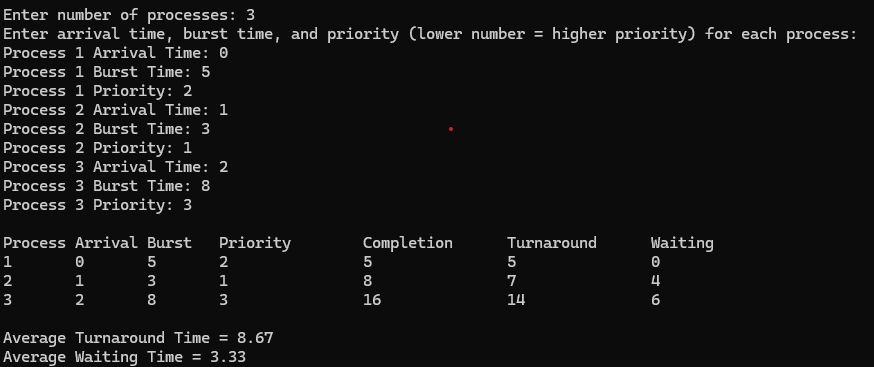 Enter number of processes: 3
Enter arrival time, burst time, and priority (lower number = higher priority) for each process:
Process 1 Arrival Time: 0
Process 1 Burst Time: 5
Process 1 Priority: 2
Process 2 Arrival Time: 1
Process 2 Burst Time: 3
Process 2 Priority: 1
Process 3 Arrival Time: 2
Process 3 Burst Time: 8
Process 3 Priority: 3
Process Arrival Burst Priority Completion Turnaround Waiting
1 0 5 2 5 5 0
2 1 3 1 8 7 4
3 2 8 3 16 14 6
Average Turnaround Time = 8.67
Average Waiting Time = 3.33